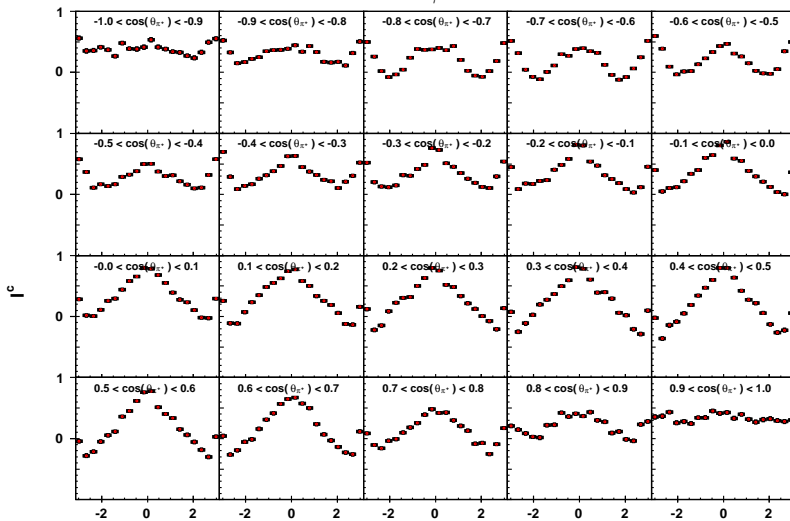 1
-1.0 < cos(θπ+) < -0.9
-0.9 < cos(θπ+) < -0.8
-0.8 < cos(θπ+) < -0.7
-0.7 < cos(θπ+) < -0.6
-0.6 < cos(θπ+) < -0.5
0
1
-0.5 < cos(θπ+) < -0.4
-0.4 < cos(θπ+) < -0.3
-0.3 < cos(θπ+) < -0.2
-0.2 < cos(θπ+) < -0.1
-0.1 < cos(θπ+) < 0.0
0
1
-0.0 < cos(θπ+) < 0.1
0.1 < cos(θπ+) < 0.2
0.2 < cos(θπ+) < 0.3
0.3 < cos(θπ+) < 0.4
0.4 < cos(θπ+) < 0.5
Iᶜ
0
1
0.5 < cos(θπ+) < 0.6
0.6 < cos(θπ+) < 0.7
0.7 < cos(θπ+) < 0.8
0.8 < cos(θπ+) < 0.9
0.9 < cos(θπ+) < 1.0
0
-2 0 2 -2 0 2 -2 0 2 -2 0 2 -2 0 2